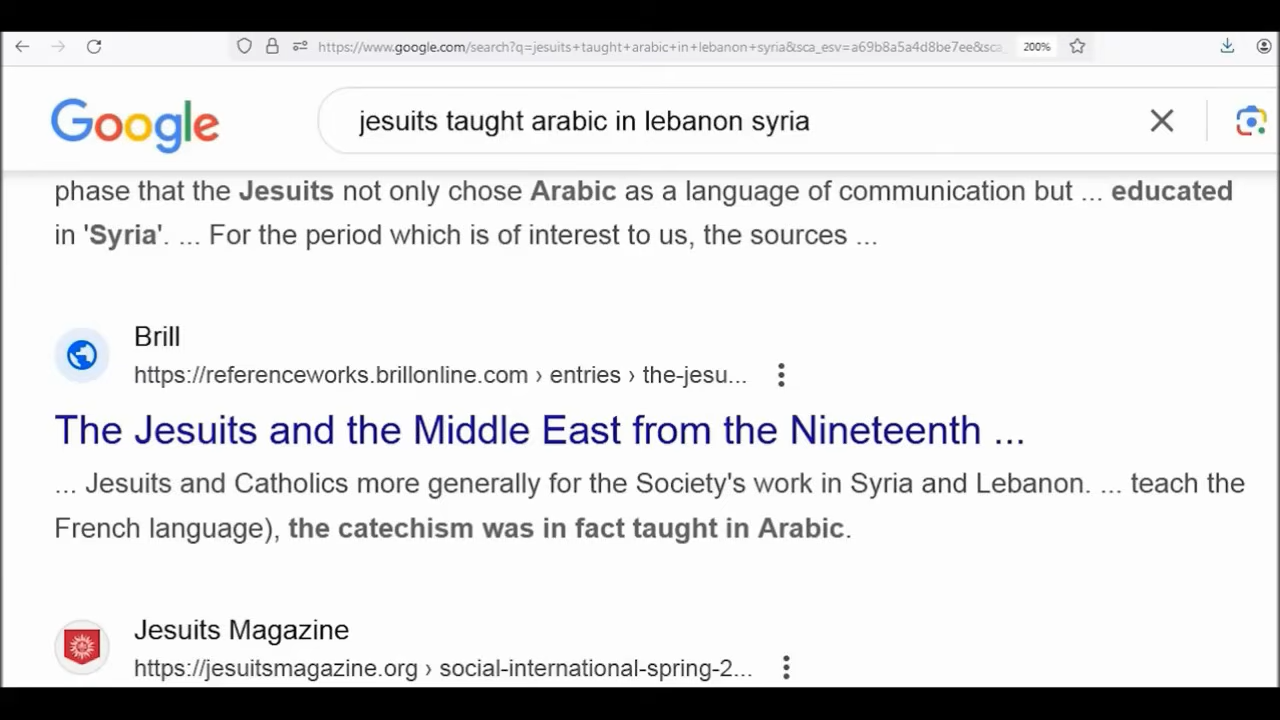 https://www.google.com/search?q=jesuits+taught+arabic+in+lebanon+syria&sca_esv=a69b8a5a4d8be7ee&sca_
200%
Google
jesuits taught arabic in lebanon syria
phase that the Jesuits not only chose Arabic as a language of communication but ... educated
in 'Syria'. ... For the period which is of interest to us, the sources ...
Brill
https://referenceworks.brillonline.com › entries › the-jesu...
The Jesuits and the Middle East from the Nineteenth ...
... Jesuits and Catholics more generally for the Society's work in Syria and Lebanon. ... teach the
French language), the catechism was in fact taught in Arabic.
Jesuits Magazine
https://jesuitsmagazine.org › social-international-spring-2...